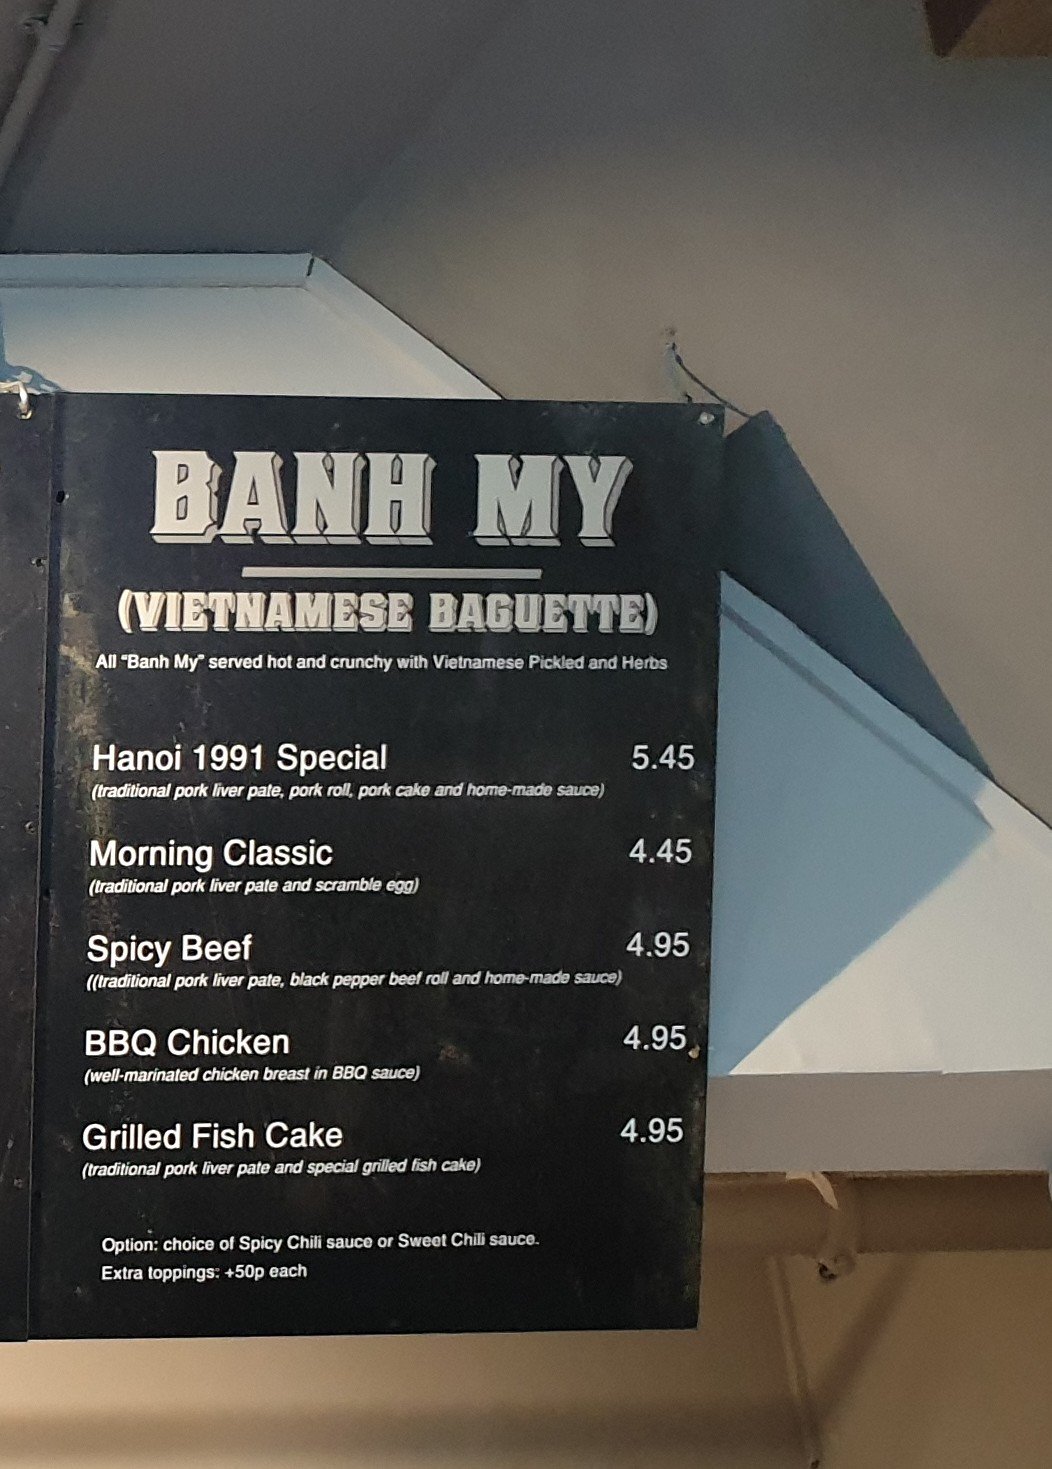 BANH MY
(VIETNAMESE BAGUETTE)
All “Banh My” served hot and crunchy with Vietnamese Pickled and Herbs
Hanoi 1991 Special 5.45
(traditional pork liver pate, pork roll, pork cake and home-made sauce)
Morning Classic 4.45
(traditional pork liver pate and scramble egg)
Spicy Beef 4.95
((traditional pork liver pate, black pepper beef roll and home-made sauce)
BBQ Chicken 4.95
(well-marinated chicken breast in BBQ sauce)
Grilled Fish Cake 4.95
(traditional pork liver pate and special grilled fish cake)
Option: choice of Spicy Chili sauce or Sweet Chili sauce.
Extra toppings: +50p each